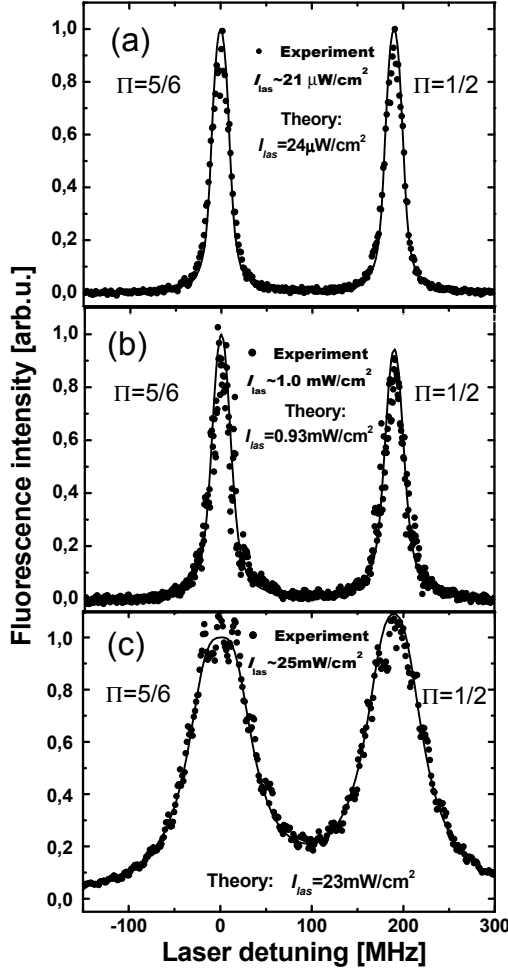 Fluorescence intensity [arb.u.]
(a)
Π=5/6
Π=1/2
• Experiment
I_las~21 μW/cm²
Theory:
I_las=24μW/cm²
1,0
0,8
0,6
0,4
0,2
0,0
(b)
Π=5/6
Π=1/2
• Experiment
I_las~1.0 mW/cm²
Theory:
I_las=0.93mW/cm²
1,0
0,8
0,6
0,4
0,2
0,0
(c)
Π=5/6
Π=1/2
• Experiment
I_las~25mW/cm²
Theory: I_las=23mW/cm²
1,0
0,8
0,6
0,4
0,2
0,0
-100 0 100 200 300
Laser detuning [MHz]